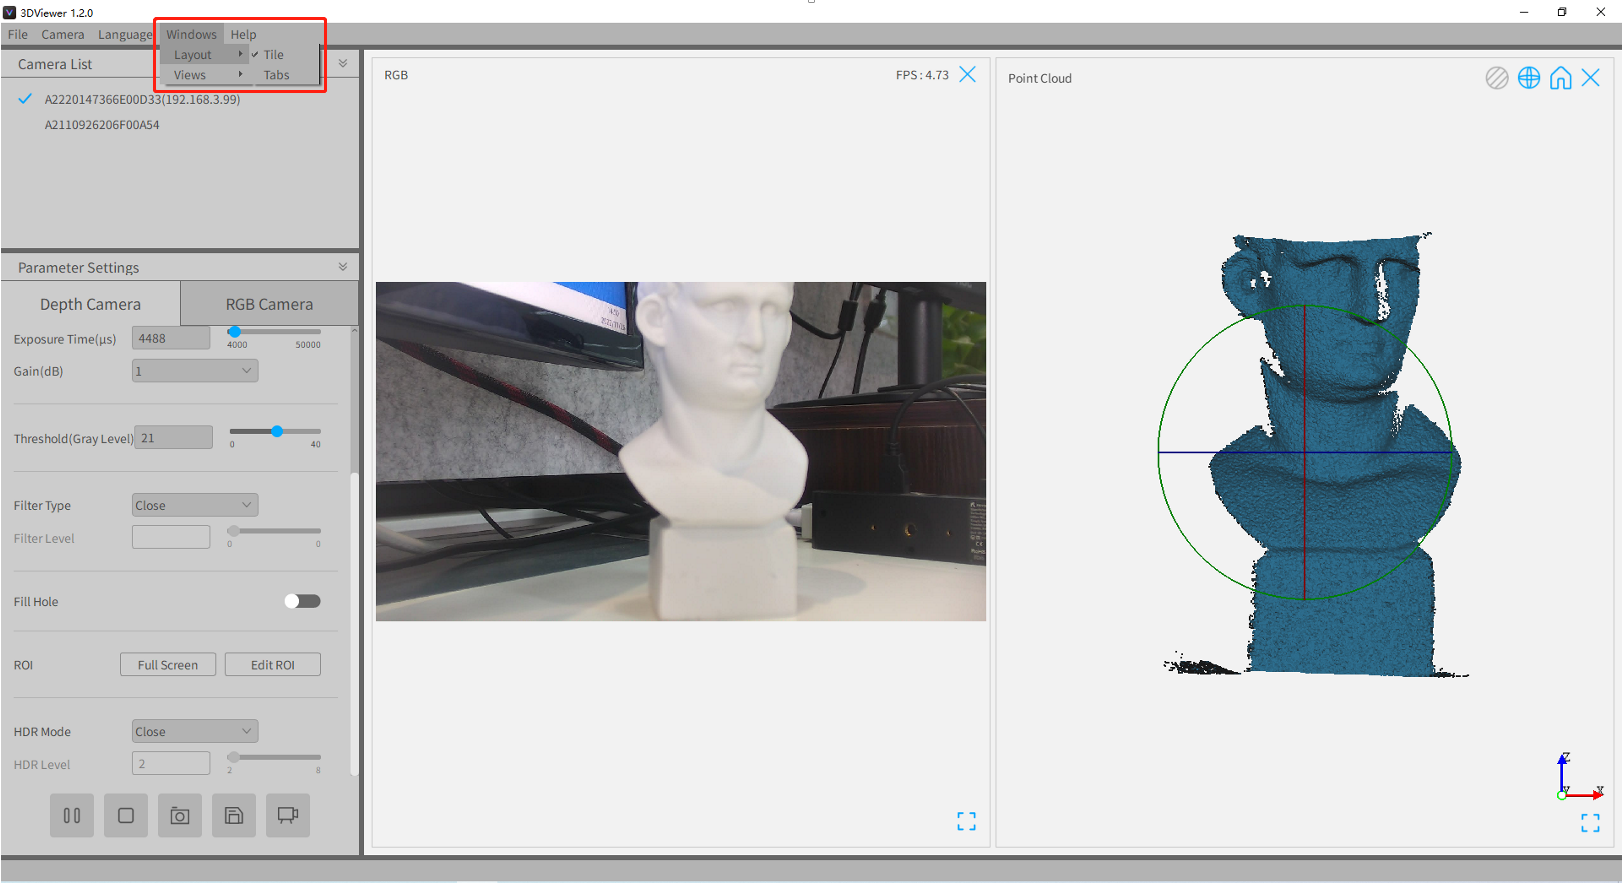 3DViewer 1.2.0
File Camera Language Windows Help
Layout Tile
Views Tabs
Camera List
A2220147366E00D33(192.168.3.99)
A2110926206F00A54
Parameter Settings
Depth Camera RGB Camera
Exposure Time(μs) 4488
4000 50000
Gain(dB) 1
Threshold(Gray Level) 21
0 40
Filter Type Close
Filter Level
0 0
Fill Hole
ROI Full Screen Edit ROI
HDR Mode Close
HDR Level 2
2 8
RGB FPS : 4.73
Point Cloud
Z
Y X